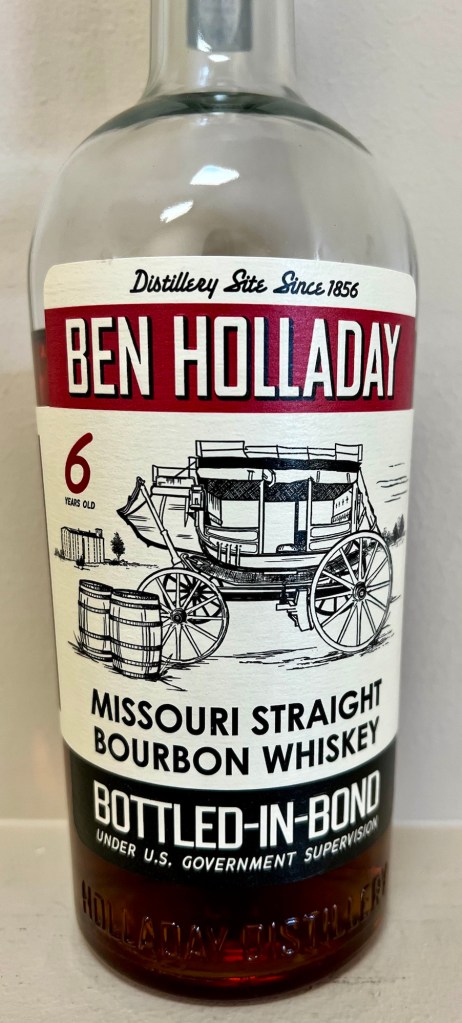 Distillery Site Since 1856
BEN HOLLADAY
6
YEARS OLD
MISSOURI STRAIGHT
BOURBON WHISKEY
BOTTLED-IN-BOND
UNDER U.S. GOVERNMENT SUPERVISION
HOLLADAY DISTILLERY